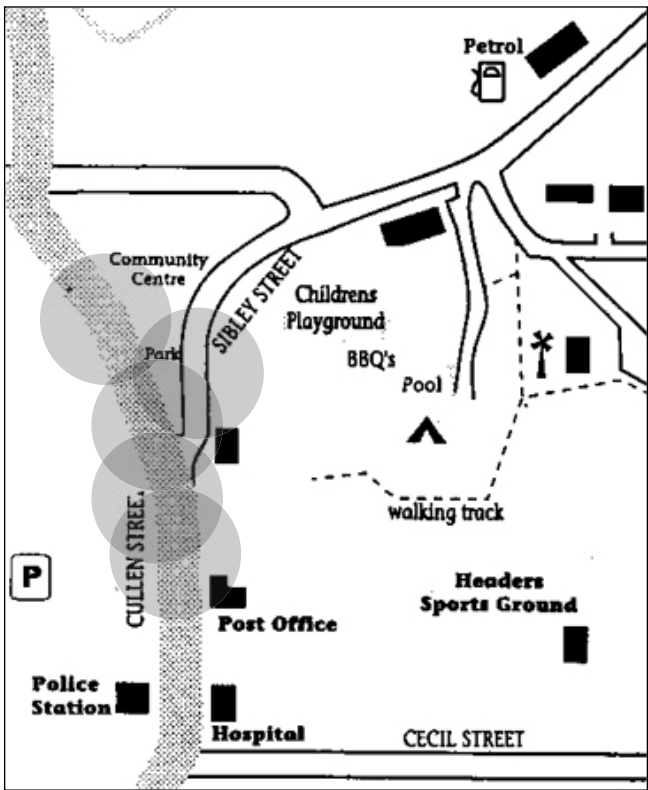 Petrol
Community
Centre
SIBLEY STREET
Childrens
Playground
Park
BBQ's
Pool
walking track
CULLEN STREET
P
Headers
Sports Ground
Post Office
Police
Station
Hospital
CECIL STREET